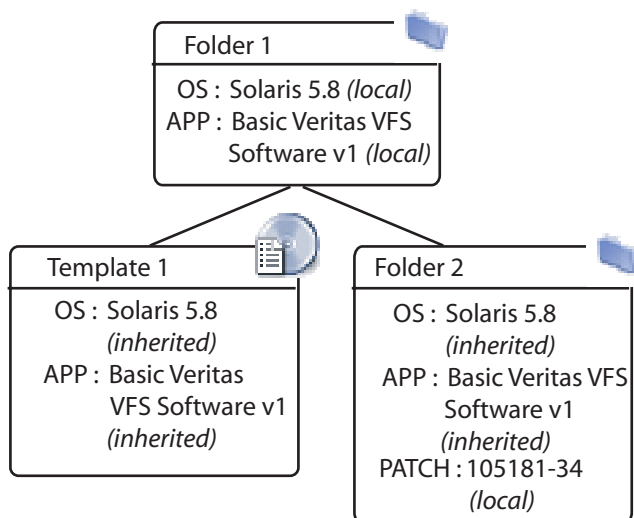 Folder 1
OS : Solaris 5.8 (local)
APP : Basic Veritas VFS
Software v1 (local)
Template 1
OS : Solaris 5.8
(inherited)
APP : Basic Veritas
VFS Software v1
(inherited)
Folder 2
OS : Solaris 5.8
(inherited)
APP : Basic Veritas VFS
Software v1
(inherited)
PATCH : 105181-34
(local)